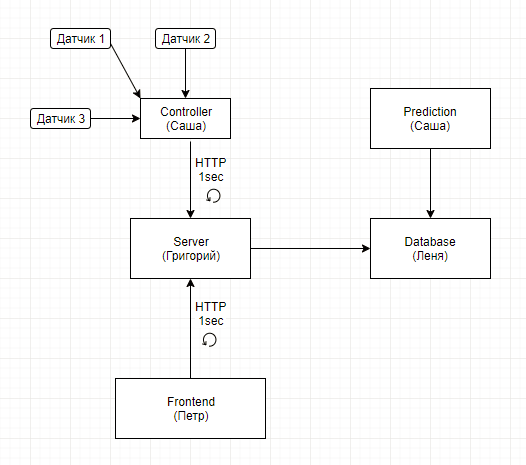 Датчик 1
Датчик 2
Датчик 3
Controller
(Саша)
Prediction
(Саша)
HTTP
1sec
Server
(Григорий)
Database
(Леня)
HTTP
1sec
Frontend
(Петр)